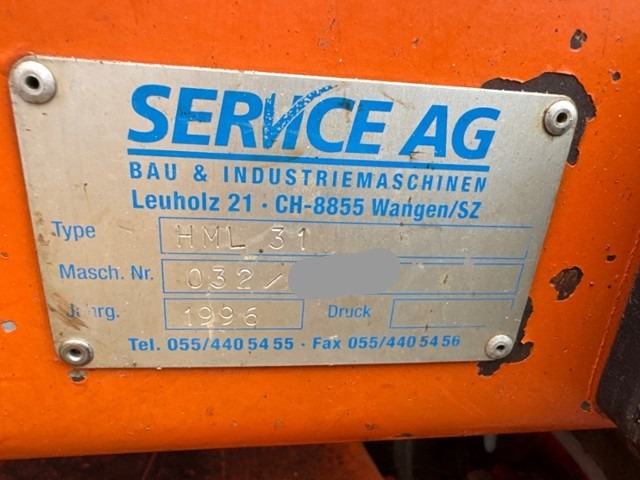 SERVICE AG
BAU & INDUSTRIEMASCHINEN
Leuholz 21 · CH-8855 Wangen/SZ
Type HML 31
Masch. Nr. 032/
Jahrg. 1996 Druck
Tel. 055/440 54 55 · Fax 055/440 54 56